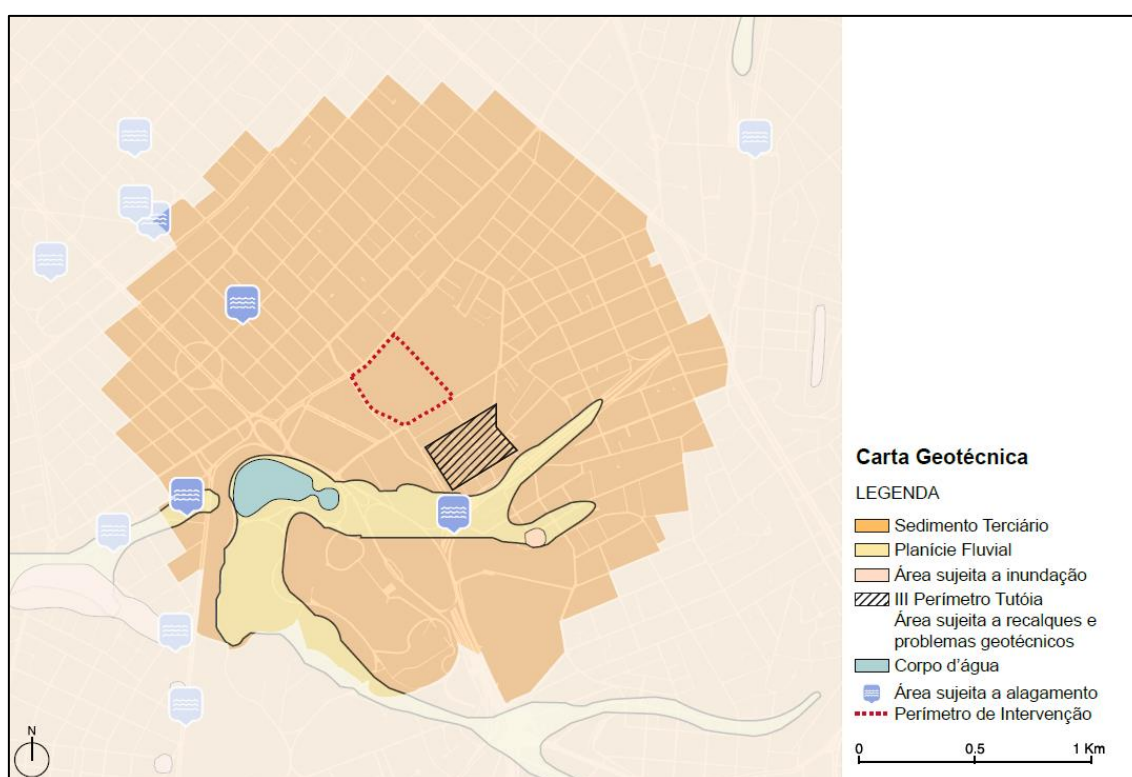 Carta Geotécnica
LEGENDA
Sedimento Terciário
Planície Fluvial
Área sujeita a inundação
III Perímetro Tutóia
Área sujeita a recalques e
problemas geotécnicos
Corpo d'água
Área sujeita a alagamento
Perímetro de Intervenção
N
0 0.5 1 Km